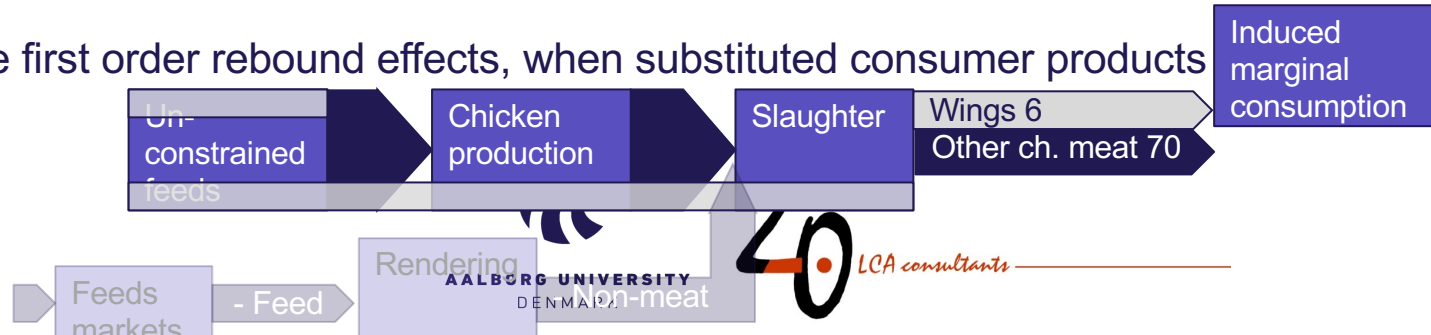 e first order rebound effects, when substituted consumer products
Induced
marginal
consumption
Un-
constrained
feeds
Chicken
production
Slaughter
Wings 6
Other ch. meat 70
Feeds
markets
- Feed
Rendering
- Non-meat
AALBORG UNIVERSITY
DENMARK
LCA consultants